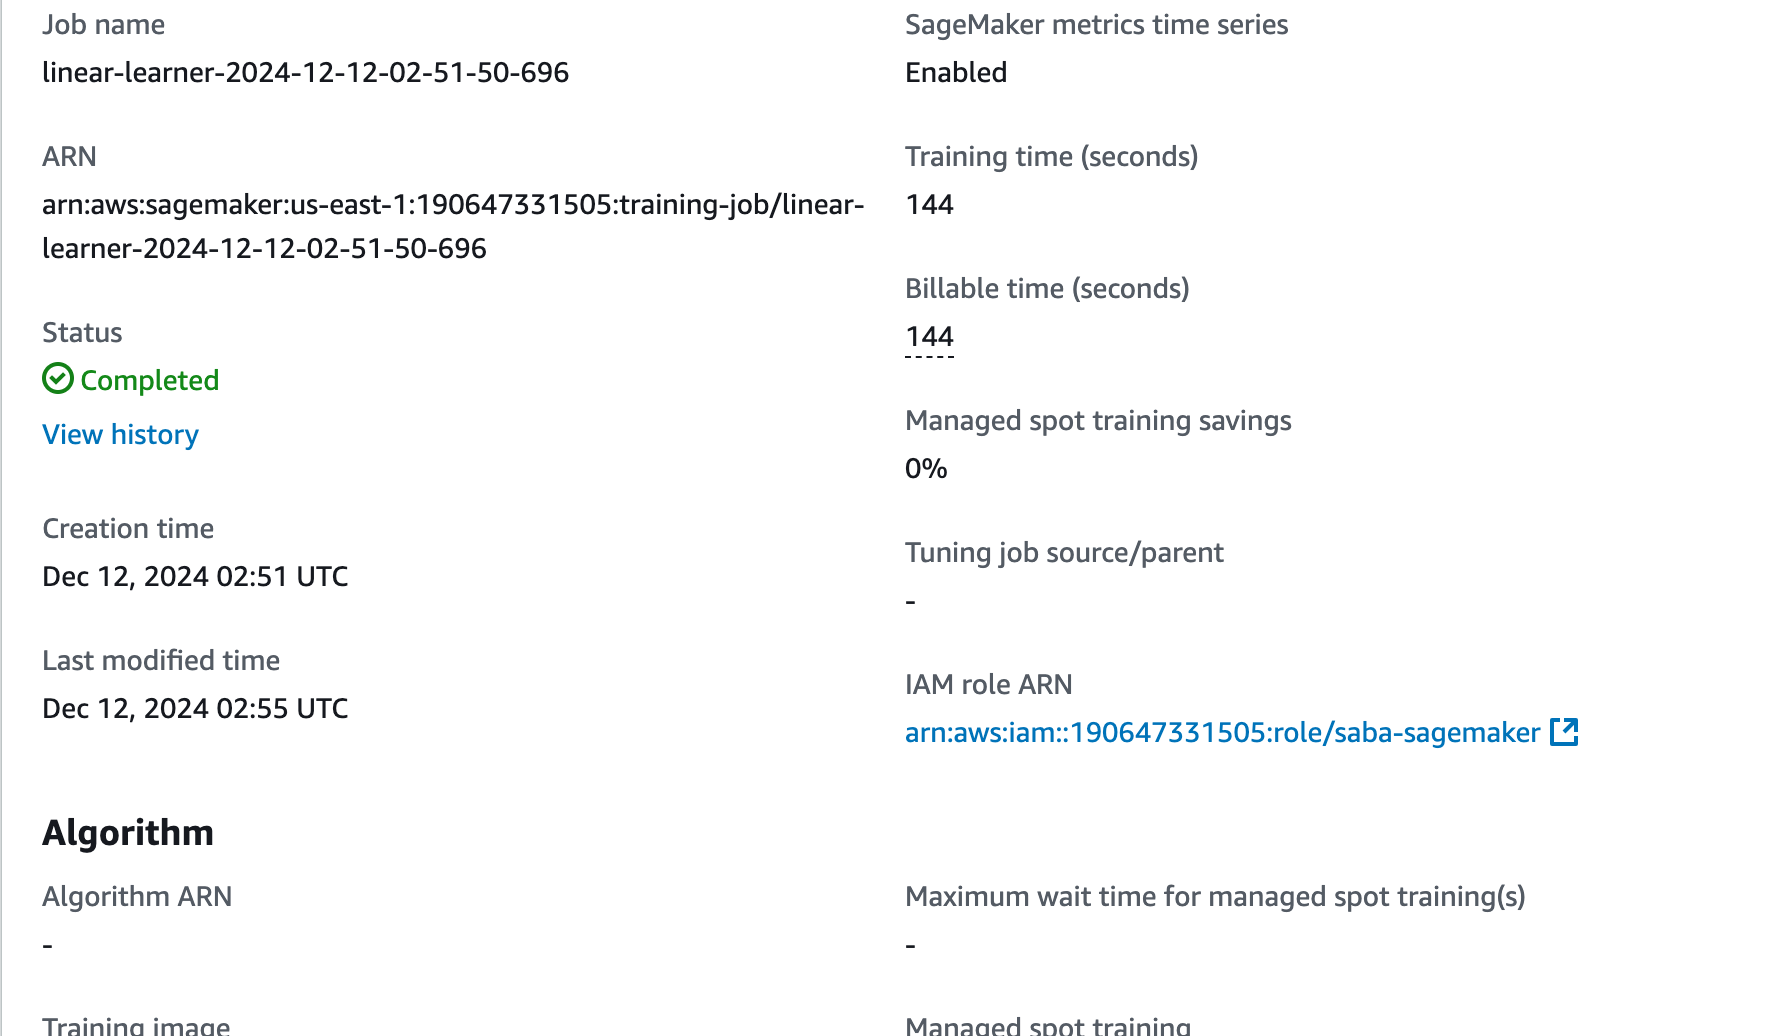 Job name
linear-learner-2024-12-12-02-51-50-696
ARN
arn:aws:sagemaker:us-east-1:190647331505:training-job/linear-
learner-2024-12-12-02-51-50-696
Status
Completed
View history
Creation time
Dec 12, 2024 02:51 UTC
Last modified time
Dec 12, 2024 02:55 UTC
SageMaker metrics time series
Enabled
Training time (seconds)
144
Billable time (seconds)
144
Managed spot training savings
0%
Tuning job source/parent
-
IAM role ARN
arn:aws:iam::190647331505:role/saba-sagemaker
Algorithm
Algorithm ARN
-
Training image
Maximum wait time for managed spot training(s)
-
Managed spot training